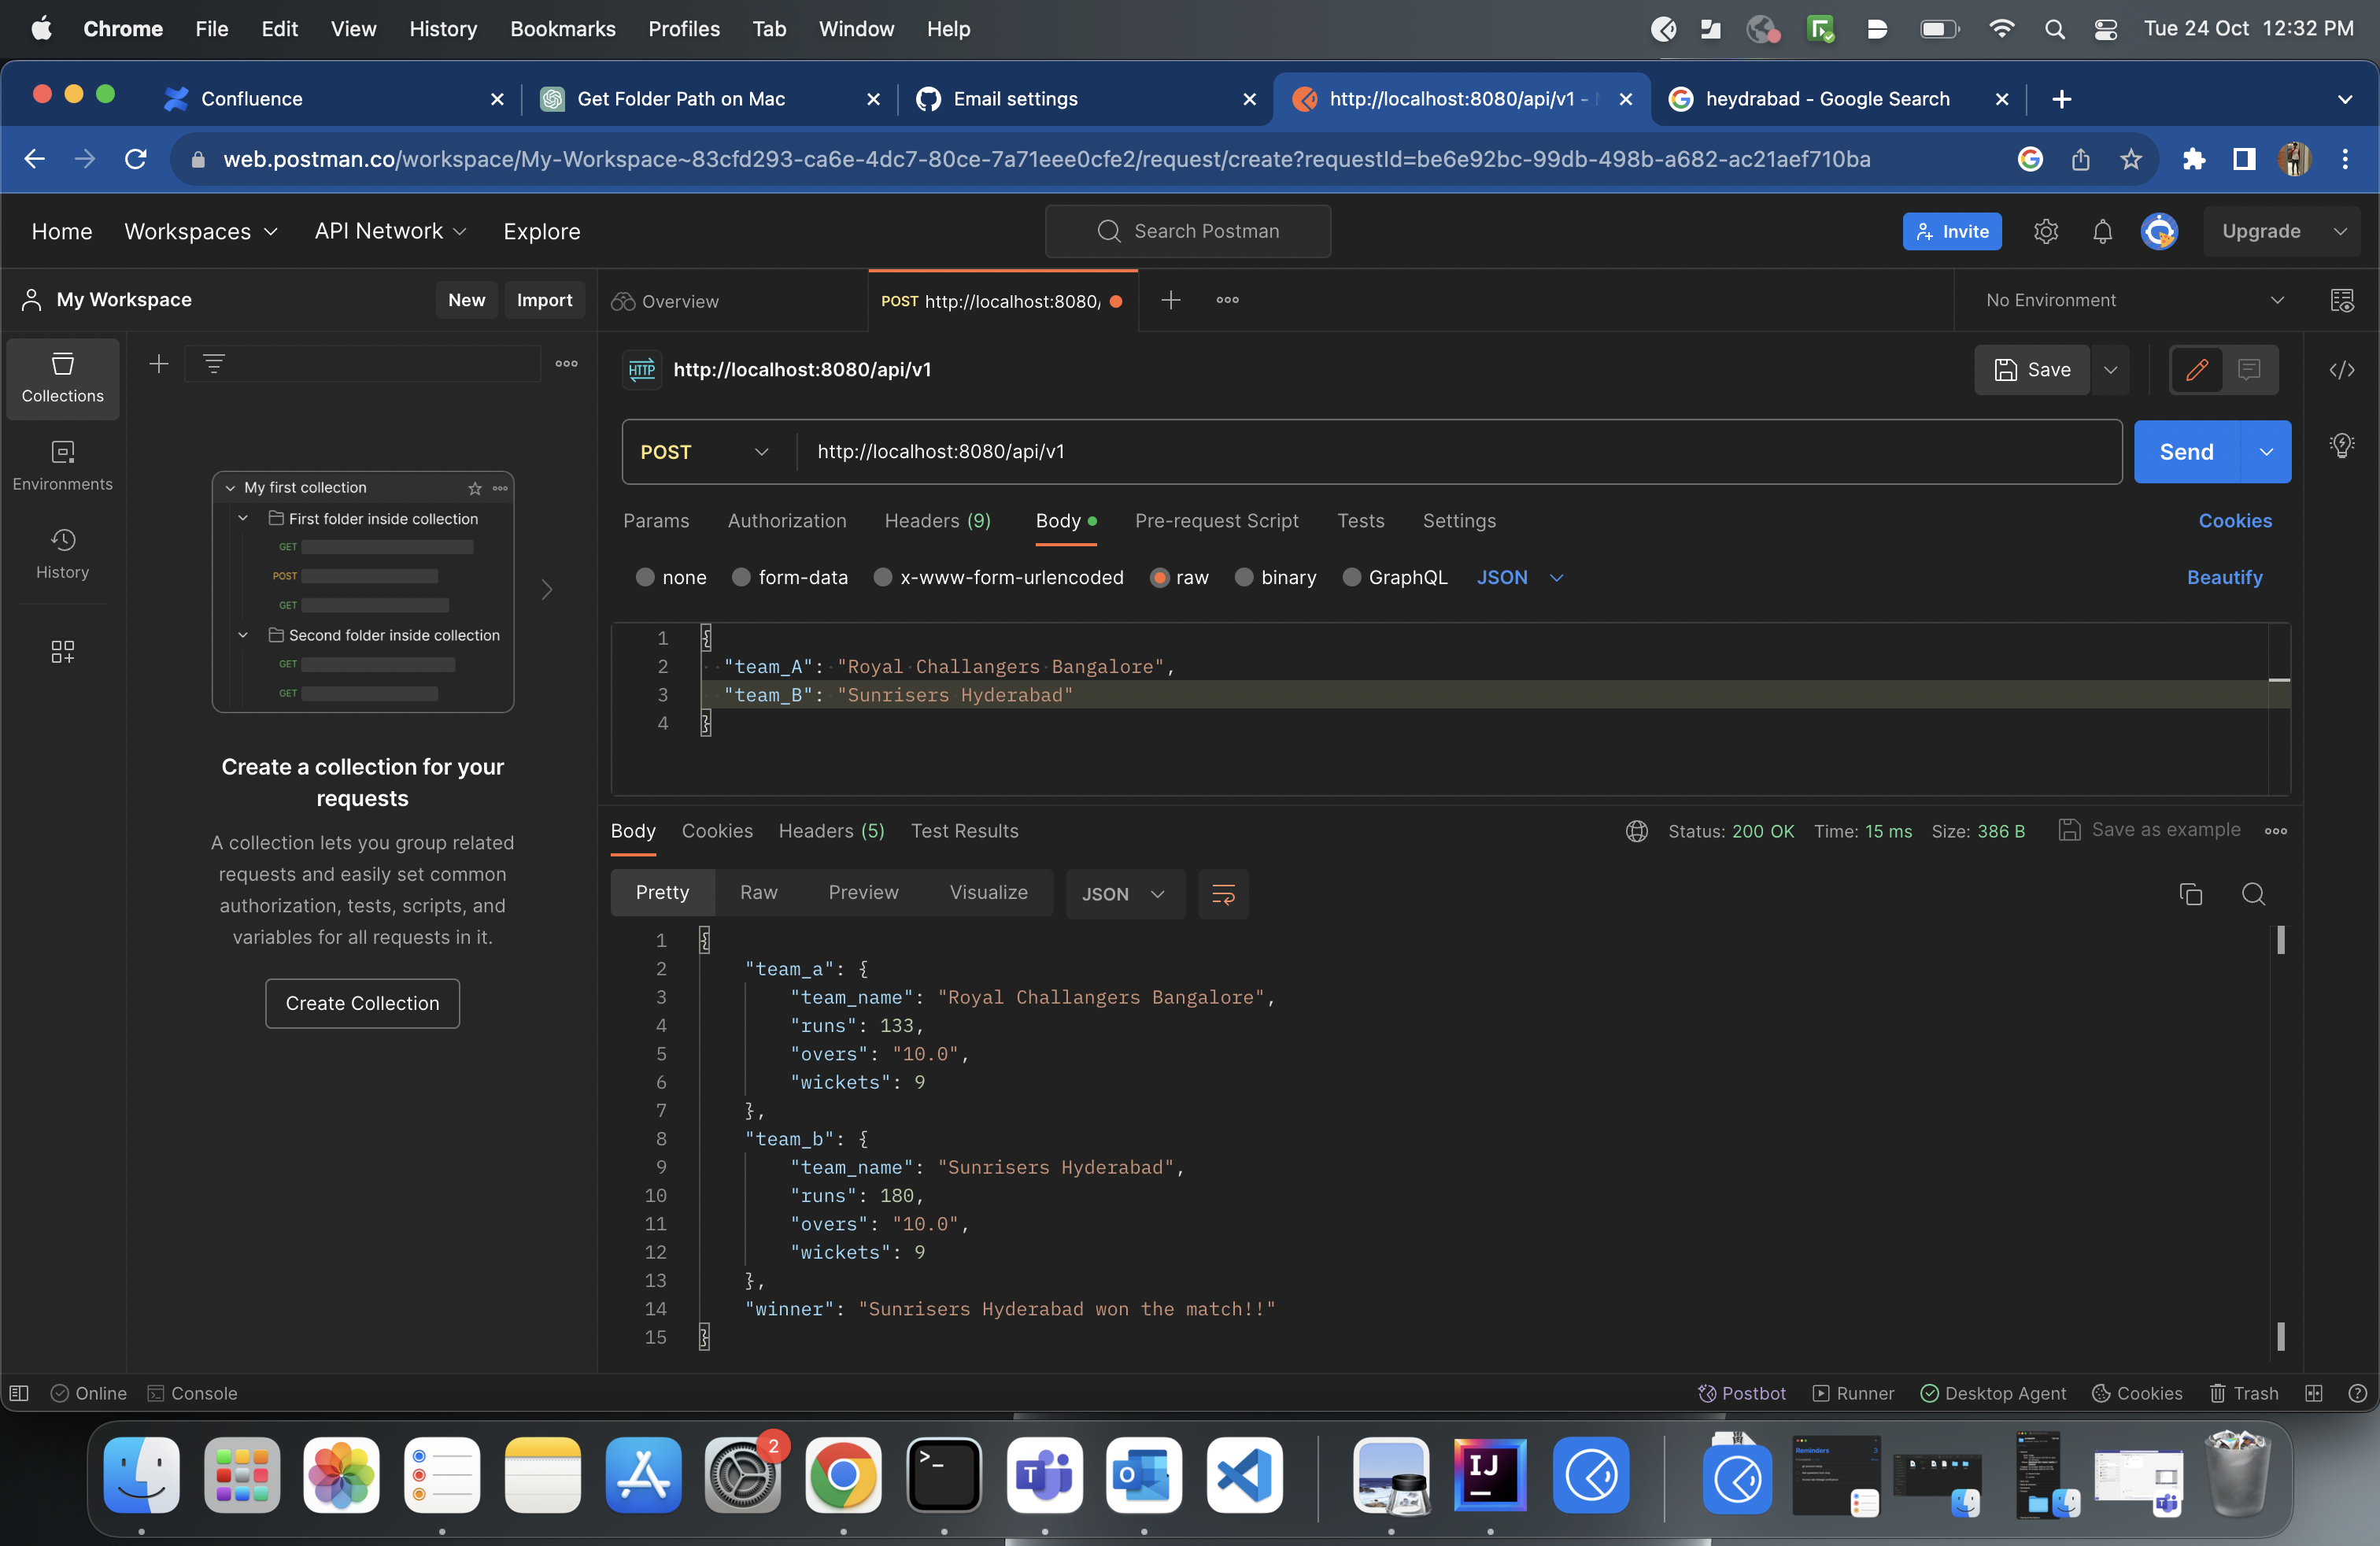 Chrome File Edit View History Bookmarks Profiles Tab Window Help Tue 24 Oct 12:32 PM
Confluence Get Folder Path on Mac Email settings http://localhost:8080/api/v1 - heydrabad - Google Search
web.postman.co/workspace/My-Workspace~83cfd293-ca6e-4dc7-80ce-7a71eee0cfe2/request/create?requestId=be6e92bc-99db-498b-a682-ac21aef710ba
Home Workspaces API Network Explore Search Postman Invite Upgrade
My Workspace New Import Overview POST http://localhost:8080/ No Environment
Collections
Environments
History
My first collection
First folder inside collection
GET
POST
GET
Second folder inside collection
GET
GET
Create a collection for your
requests
A collection lets you group related
requests and easily set common
authorization, tests, scripts, and
variables for all requests in it.
Create Collection
HTTP http://localhost:8080/api/v1 Save
POST http://localhost:8080/api/v1 Send
Params Authorization Headers (9) Body Pre-request Script Tests Settings Cookies
none form-data x-www-form-urlencoded raw binary GraphQL JSON Beautify
1 {
2 "team_A": "Royal Challangers Bangalore",
3 "team_B": "Sunrisers Hyderabad"
4 }
Body Cookies Headers (5) Test Results Status: 200 OK Time: 15 ms Size: 386 B Save as example
Pretty Raw Preview Visualize JSON
1 {
2 "team_a": {
3 "team_name": "Royal Challangers Bangalore",
4 "runs": 133,
5 "overs": "10.0",
6 "wickets": 9
7 },
8 "team_b": {
9 "team_name": "Sunrisers Hyderabad",
10 "runs": 180,
11 "overs": "10.0",
12 "wickets": 9
13 },
14 "winner": "Sunrisers Hyderabad won the match!!"
15 }
Online Console Postbot Runner Desktop Agent Cookies Trash
2
IJ
Reminders